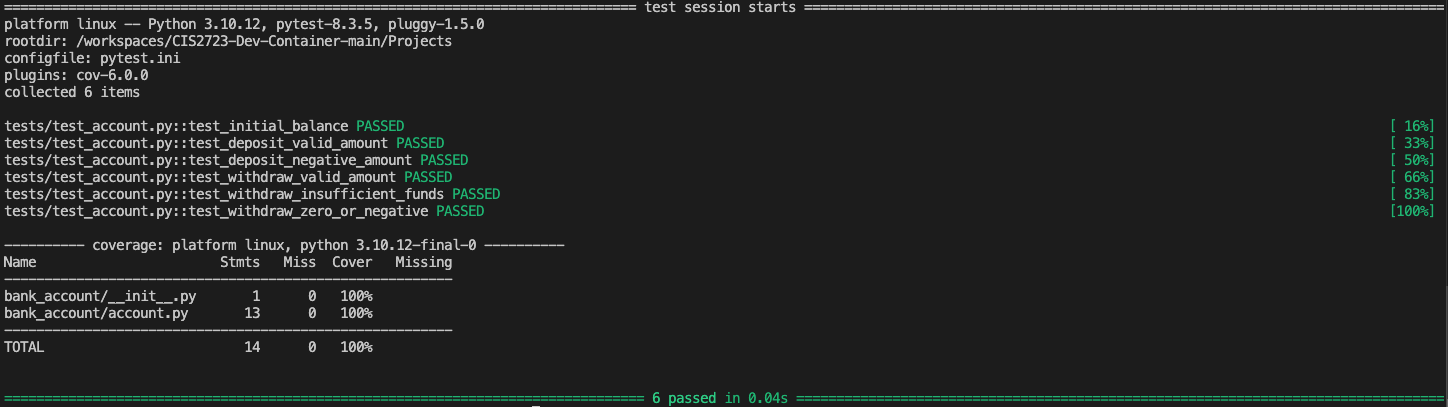 ============================= test session starts =============================
platform linux -- Python 3.10.12, pytest-8.3.5, pluggy-1.5.0
rootdir: /workspaces/CIS2723-Dev-Container-main/Projects
configfile: pytest.ini
plugins: cov-6.0.0
collected 6 items
tests/test_account.py::test_initial_balance PASSED [ 16%]
tests/test_account.py::test_deposit_valid_amount PASSED [ 33%]
tests/test_account.py::test_deposit_negative_amount PASSED [ 50%]
tests/test_account.py::test_withdraw_valid_amount PASSED [ 66%]
tests/test_account.py::test_withdraw_insufficient_funds PASSED [ 83%]
tests/test_account.py::test_withdraw_zero_or_negative PASSED [100%]
---------- coverage: platform linux, python 3.10.12-final-0 ----------
Name Stmts Miss Cover Missing
--------------------------------------------------------
bank_account/__init__.py 1 0 100%
bank_account/account.py 13 0 100%
--------------------------------------------------------
TOTAL 14 0 100%
============================= 6 passed in 0.04s =============================